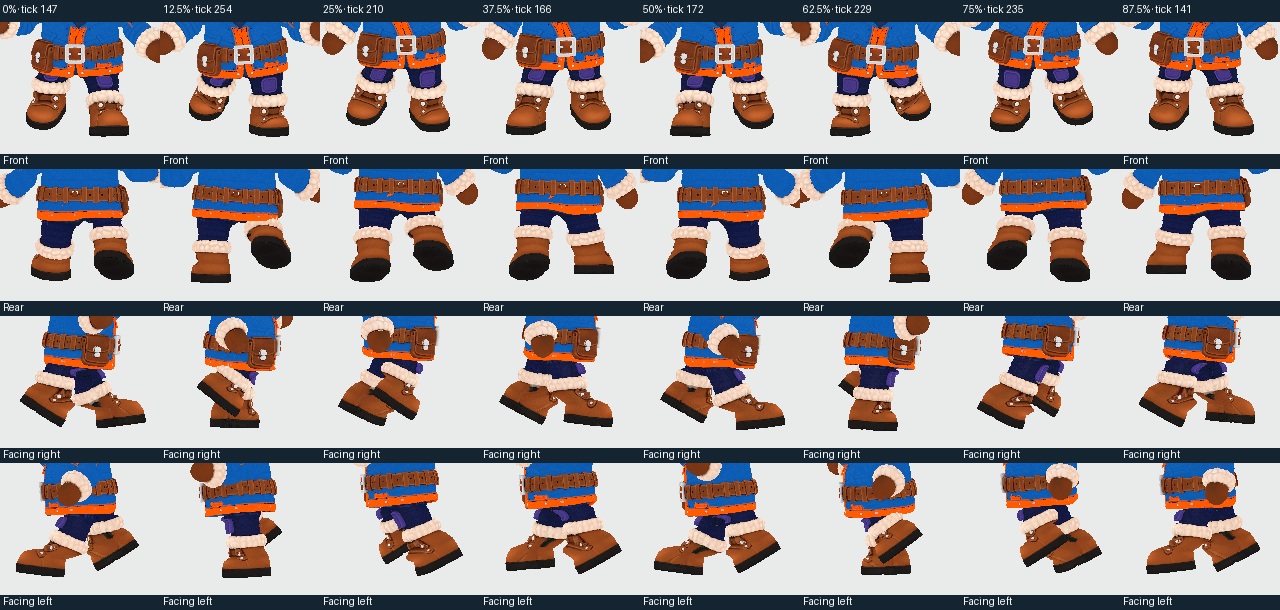 0%·tick 147 12.5%·tick 254 25%·tick 210 37.5%·tick 166 50%·tick 172 62.5%·tick 229 75%·tick 235 87.5%·tick 141
Front Front Front Front Front Front Front Front
Rear Rear Rear Rear Rear Rear Rear Rear
Facing right Facing right Facing right Facing right Facing right Facing right Facing right Facing right
Facing left Facing left Facing left Facing left Facing left Facing left Facing left Facing left